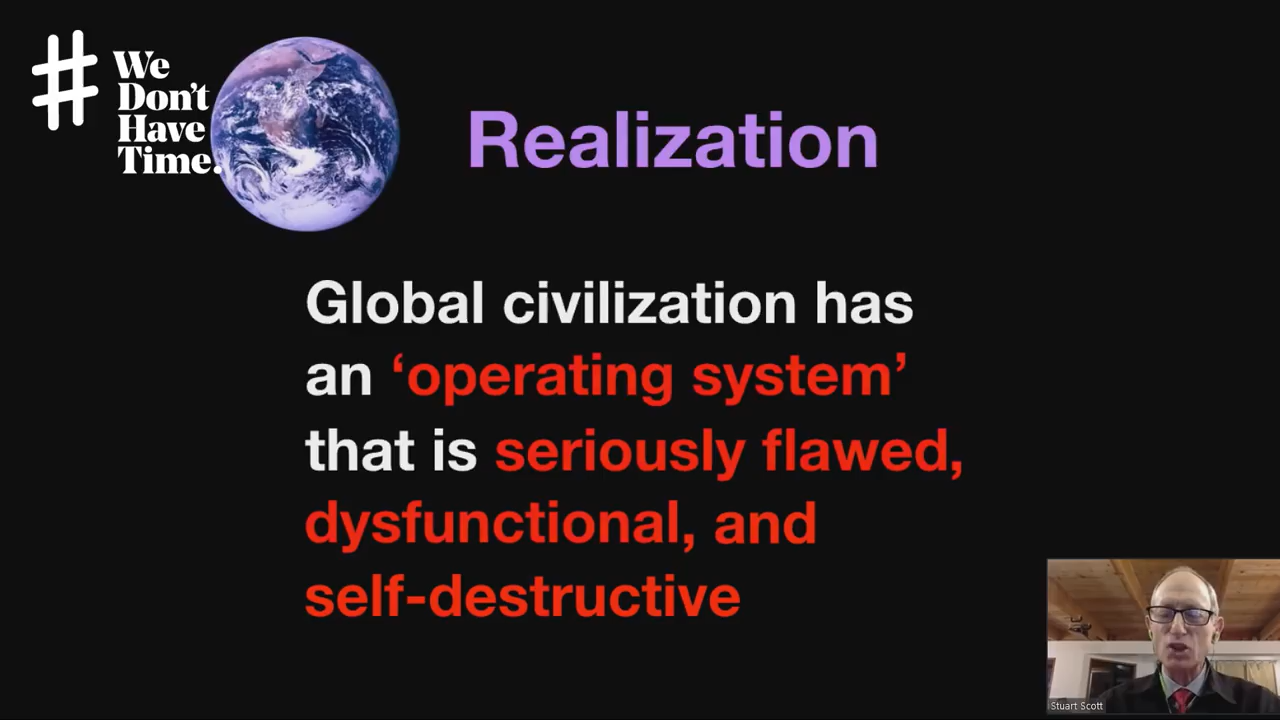 #
We
Don't
Have
Time.
Realization
Global civilization has
an ‘operating system’
that is seriously flawed,
dysfunctional, and
self-destructive
Stuart Scott